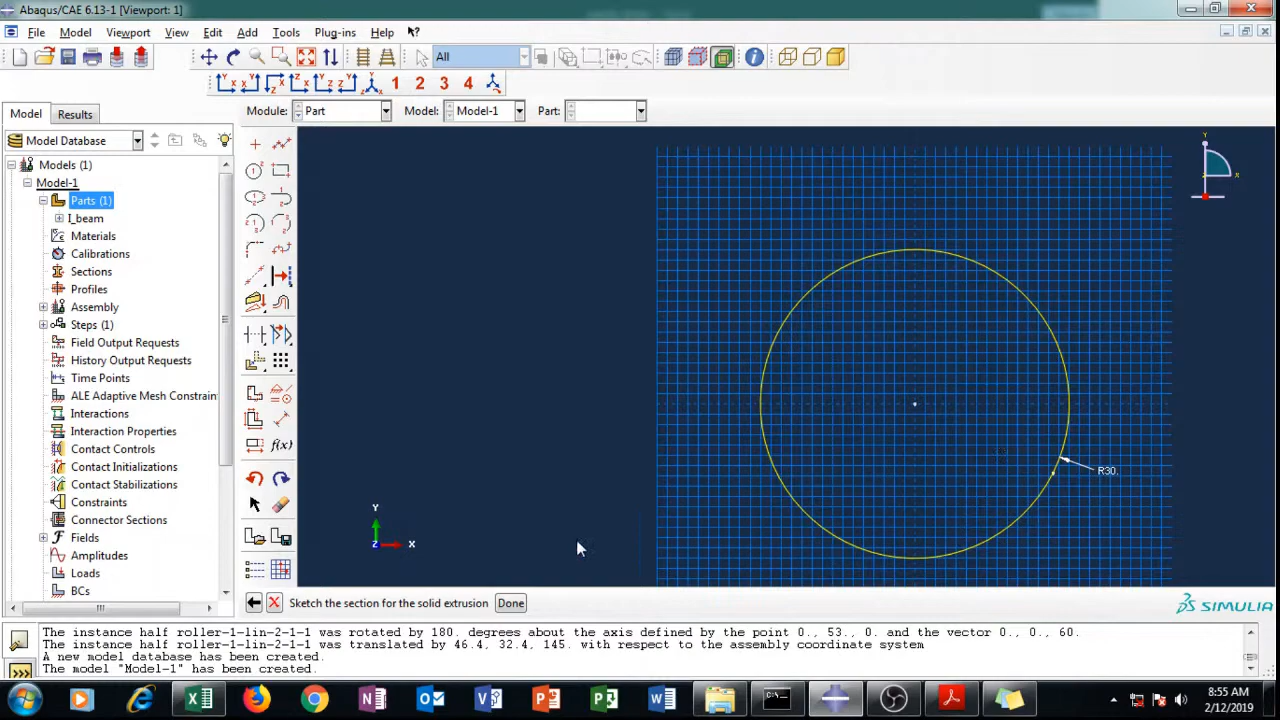 Abaqus/CAE 6.13-1 [Viewport: 1]
File Model Viewport View Edit Add Tools Plug-ins Help
All
1 2 3 4
Model Results Module: Part Model: Model-1 Part:
Model Database
Models (1)
Model-1
Parts (1)
I_beam
Materials
Calibrations
Sections
Profiles
Assembly
Steps (1)
Field Output Requests
History Output Requests
Time Points
ALE Adaptive Mesh Constrain
Interactions
Interaction Properties
Contact Controls
Contact Initializations
Contact Stabilizations
Constraints
Connector Sections
Fields
Amplitudes
Loads
BCs
f(x)
Y
X
R30.
Y
X
Z
Sketch the section for the solid extrusion Done
SIMULIA
The instance half roller-1-lin-2-1-1 was rotated by 180. degrees about the axis defined by the point 0., 53., 0. and the vector 0., 0., 60.
The instance half roller-1-lin-2-1-1 was translated by 46.4, 32.4, 145. with respect to the assembly coordinate system
A new model database has been created.
The model "Model-1" has been created.
8:55 AM
2/12/2019